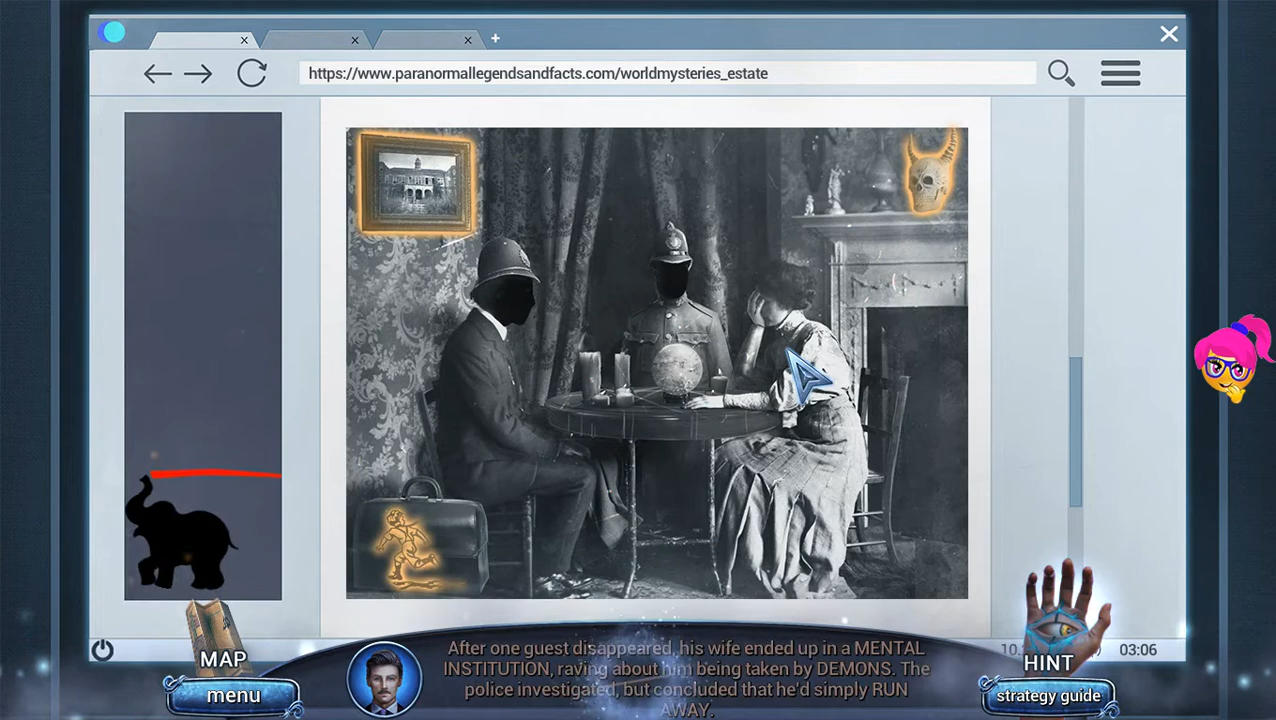 https://www.paranormallegendsandfacts.com/worldmysteries_estate
After one guest disappeared, his wife ended up in a MENTAL
INSTITUTION, raving about him being taken by DEMONS. The
police investigated, but concluded that he'd simply RUN
AWAY.
MAP
menu
HINT
strategy guide
03:06